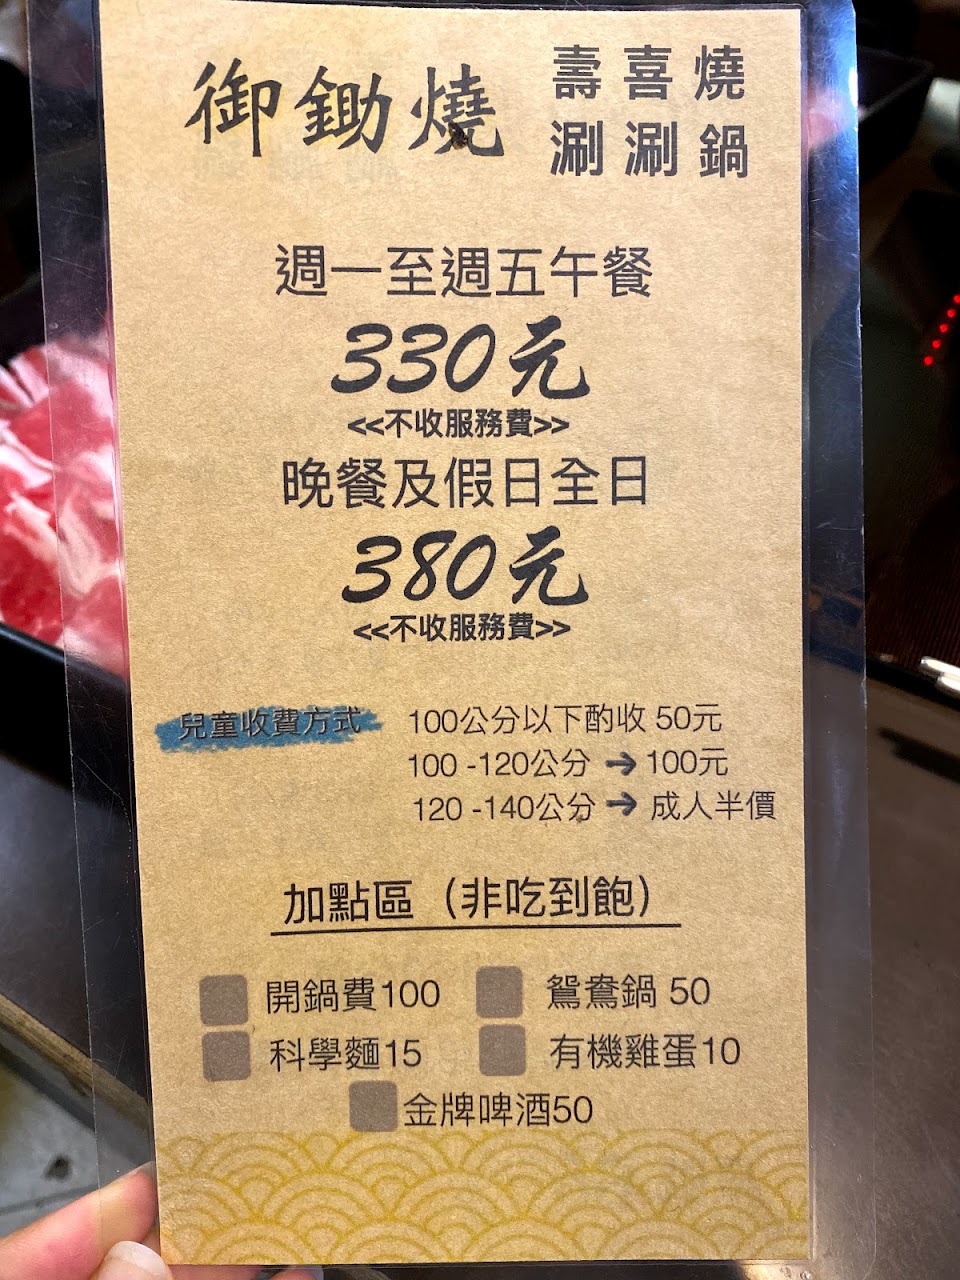 御鋤燒
壽喜燒
涮涮鍋
週一至週五午餐
330元
<<不收服務費>>
晚餐及假日全日
380元
<<不收服務費>>
兒童收費方式
100公分以下酌收 50元
100 -120公分 → 100元
120 -140公分 → 成人半價
加點區（非吃到飽）
開鍋費100
鴛鴦鍋 50
科學麵15
有機雞蛋10
金牌啤酒50